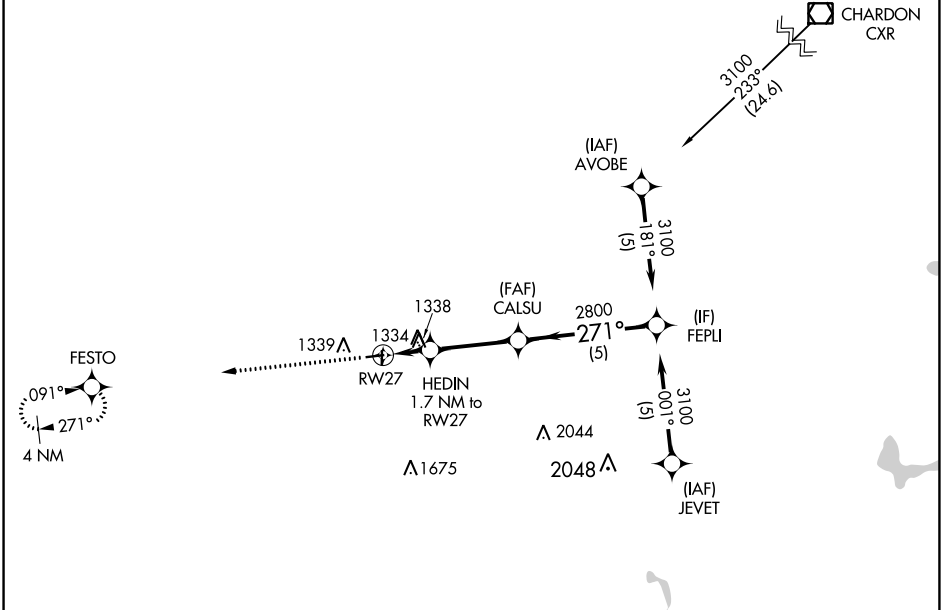 CHARDON
CXR
3100
233°
(24.6)
(IAF)
AVOBE
3100
181°
(5)
(FAF)
CALSU
2800
271°
(5)
(IF)
FEPLI
1338
1334
1339
RW27
HEDIN
1.7 NM to
RW27
FESTO
091°
271°
4 NM
3100
001°
(5)
2044
2048
1675
(IAF)
JEVET